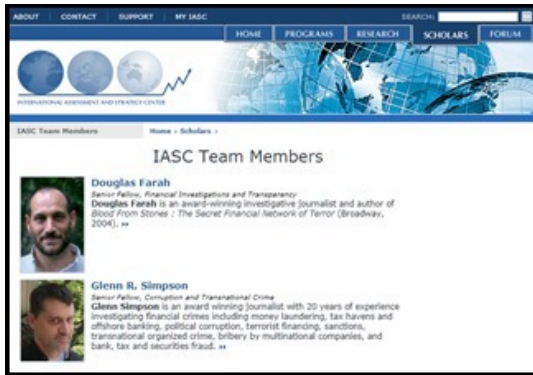 ABOUT CONTACT SUPPORT MY IASC SEARCH:
HOME PROGRAMS RESEARCH SCHOLARS FORUM
INTERNATIONAL ASSESSMENT AND STRATEGY CENTER
IASC Team Members Home › Scholars ›
IASC Team Members
Douglas Farah
Senior Fellow, Financial Investigations and Transparency
Douglas Farah is an award-winning investigative journalist and author of
Blood From Stones : The Secret Financial Network of Terror (Broadway,
2004). »
Glenn R. Simpson
Senior Fellow, Corruption and Transnational Crime
Glenn Simpson is an award winning journalist with 20 years of experience
investigating financial crimes including money laundering, tax havens and
offshore banking, political corruption, terrorist financing, sanctions,
transnational organized crime, bribery by multinational companies, and
bank, tax and securities fraud. »